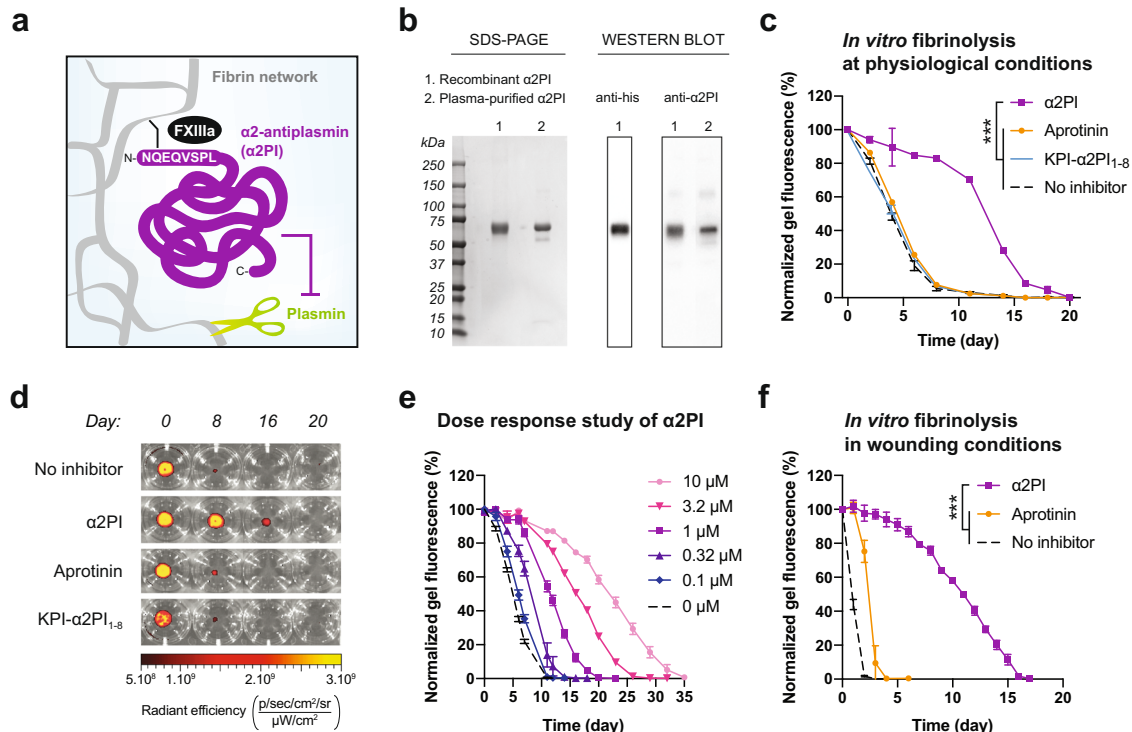 a
Fibrin network
FXIIIa
α2-antiplasmin
(α2PI)
N-NQEQVSPL
C-
Plasmin
b
SDS-PAGE WESTERN BLOT
1. Recombinant α2PI
2. Plasma-purified α2PI
anti-his anti-α2PI
kDa 1 2 1 1 2
250
150
100
75
50
37
25
20
15
10
c
In vitro fibrinolysis
at physiological conditions
Normalized gel fluorescence (%)
120
100
80
60
40
20
0
0 5 10 15 20
Time (day)
***
α2PI
Aprotinin
KPI-α2PI1-8
No inhibitor
d
Day: 0 8 16 20
No inhibitor
α2PI
Aprotinin
KPI-α2PI1-8
5.10⁸ 1.10⁹ 2.10⁹ 3.10⁹
Radiant efficiency (p/sec/cm²/sr
µW/cm²)
e
Dose response study of α2PI
Normalized gel fluorescence (%)
120
100
80
60
40
20
0
0 5 10 15 20 25 30 35
Time (day)
10 µM
3.2 µM
1 µM
0.32 µM
0.1 µM
0 µM
f
In vitro fibrinolysis
in wounding conditions
Normalized gel fluorescence (%)
120
100
80
60
40
20
0
0 5 10 15 20
Time (day)
***
α2PI
Aprotinin
No inhibitor